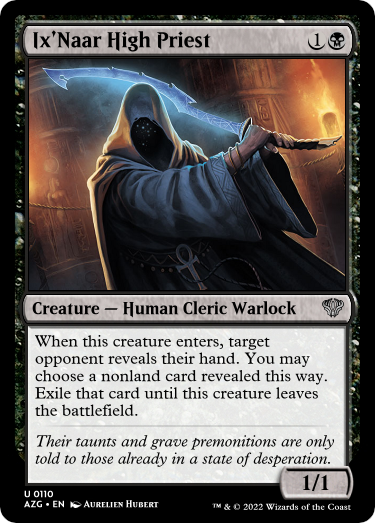 Ix'Naar High Priest 1
Creature — Human Cleric Warlock
When this creature enters, target
opponent reveals their hand. You may
choose a nonland card revealed this way.
Exile that card until this creature leaves
the battlefield.
Their taunts and grave premonitions are only
told to those already in a state of desperation.
1/1
U 0110
AZG • EN Aurelien Hubert
™ & © 2022 Wizards of the Coast